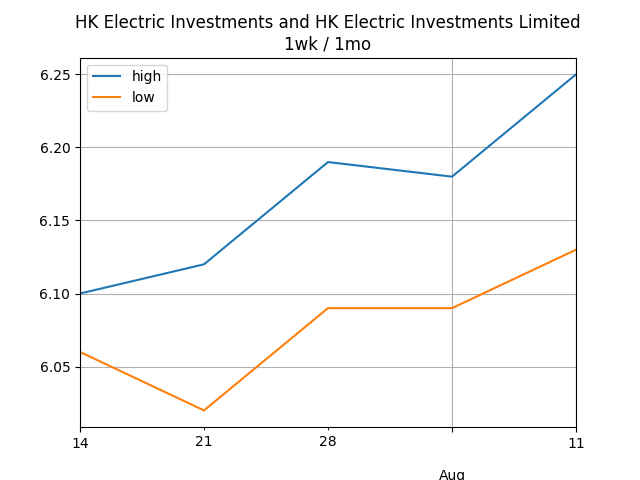 HK Electric Investments and HK Electric Investments Limited
1wk / 1mo
high
low
6.25
6.20
6.15
6.10
6.05
14
21
28
11
Aug